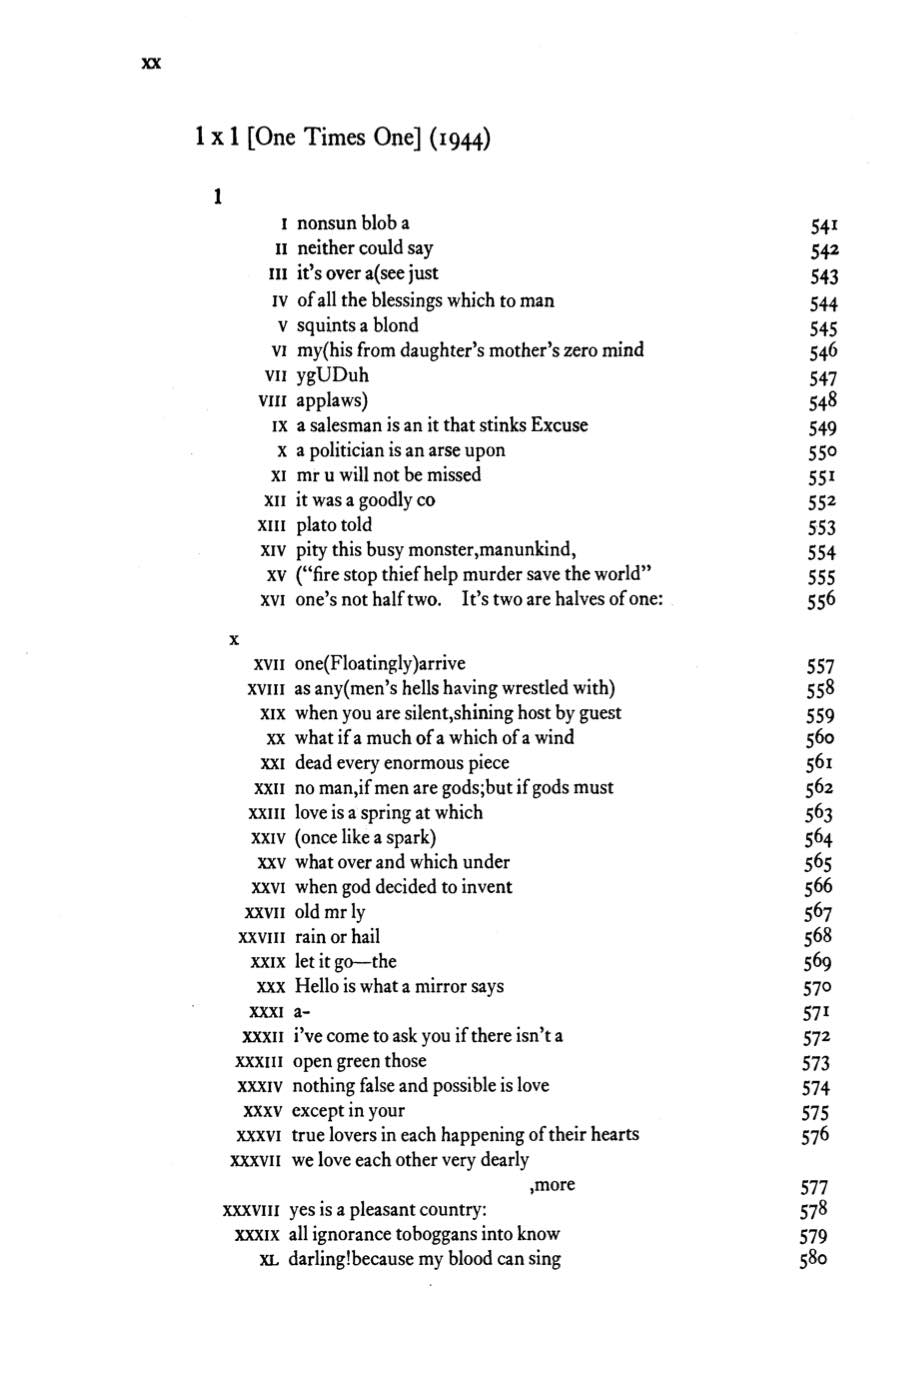 xx
1 x 1 [One Times One] (1944)
1
I nonsun blob a 541
II neither could say 542
III it's over a(see just 543
IV of all the blessings which to man 544
V squints a blond 545
VI my(his from daughter's mother's zero mind 546
VII ygUDuh 547
VIII applaws) 548
IX a salesman is an it that stinks Excuse 549
X a politician is an arse upon 550
XI mr u will not be missed 551
XII it was a goodly co 552
XIII plato told 553
XIV pity this busy monster,manunkind, 554
XV ("fire stop thief help murder save the world" 555
XVI one's not half two. It's two are halves of one: 556
x
XVII one(Floatingly)arrive 557
XVIII as any(men's hells having wrestled with) 558
XIX when you are silent,shining host by guest 559
XX what if a much of a which of a wind 560
XXI dead every enormous piece 561
XXII no man,if men are gods;but if gods must 562
XXIII love is a spring at which 563
XXIV (once like a spark) 564
XXV what over and which under 565
XXVI when god decided to invent 566
XXVII old mr ly 567
XXVIII rain or hail 568
XXIX let it go—the 569
XXX Hello is what a mirror says 570
XXXI a- 571
XXXII i've come to ask you if there isn't a 572
XXXIII open green those 573
XXXIV nothing false and possible is love 574
XXXV except in your 575
XXXVI true lovers in each happening of their hearts 576
XXXVII we love each other very dearly
,more 577
XXXVIII yes is a pleasant country: 578
XXXIX all ignorance toboggans into know 579
XL darling!because my blood can sing 580